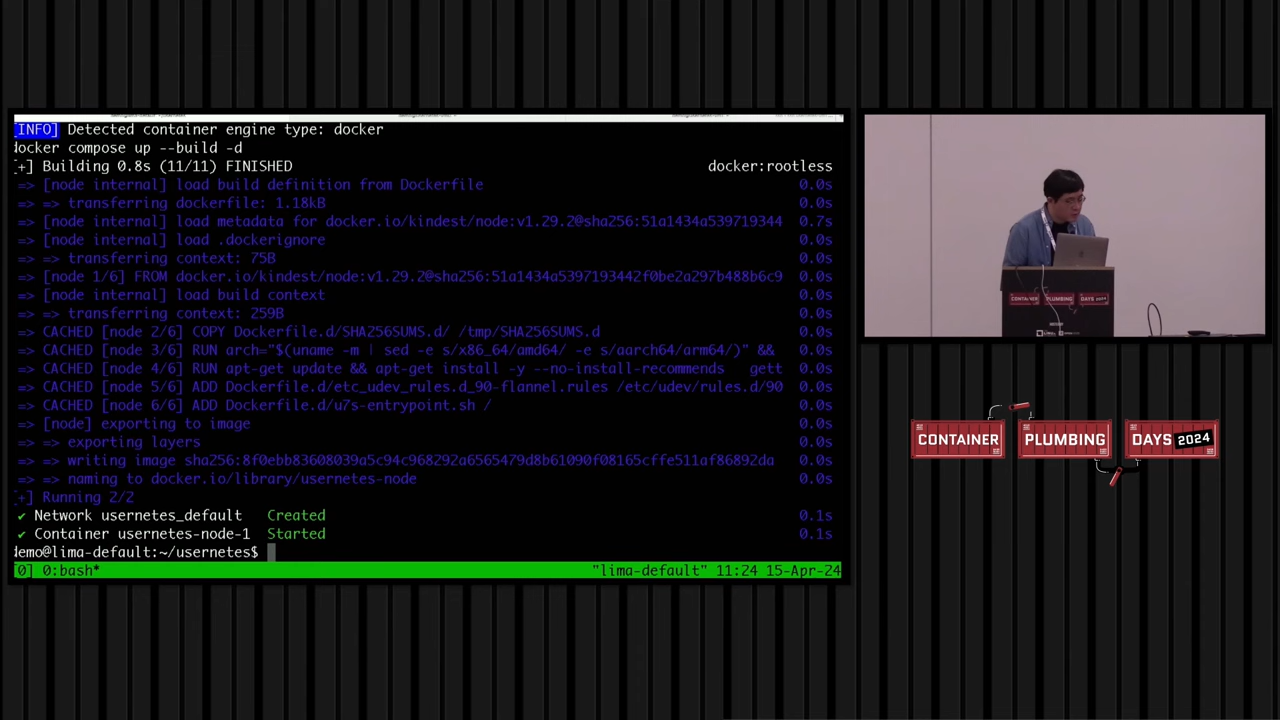 [INFO] Detected container engine type: docker
docker compose up --build -d
[+] Building 0.8s (11/11) FINISHED docker:rootless
=> [node internal] load build definition from Dockerfile 0.0s
=> => transferring dockerfile: 1.18kB 0.0s
=> [node internal] load metadata for docker.io/kindest/node:v1.29.2@sha256:51a1434a539719344 0.7s
=> [node internal] load .dockerignore 0.0s
=> => transferring context: 75B 0.0s
=> [node 1/6] FROM docker.io/kindest/node:v1.29.2@sha256:51a1434a5397193442f0be2a297b488b6c9 0.0s
=> [node internal] load build context 0.0s
=> => transferring context: 259B 0.0s
=> CACHED [node 2/6] COPY Dockerfile.d/SHA256SUMS.d/ /tmp/SHA256SUMS.d 0.0s
=> CACHED [node 3/6] RUN arch="$(uname -m | sed -e s/x86_64/amd64/ -e s/aarch64/arm64/)" && 0.0s
=> CACHED [node 4/6] RUN apt-get update && apt-get install -y --no-install-recommends gett 0.0s
=> CACHED [node 5/6] ADD Dockerfile.d/etc_udev_rules.d_90-flannel.rules /etc/udev/rules.d/90 0.0s
=> CACHED [node 6/6] ADD Dockerfile.d/u7s-entrypoint.sh / 0.0s
=> [node] exporting to image 0.0s
=> => exporting layers 0.0s
=> => writing image sha256:8f0ebb83608039a5c94c968292a6565479d8b61090f08165cffe511af86892da 0.0s
=> => naming to docker.io/library/usernetes-node 0.0s
[+] Running 2/2
✔ Network usernetes_default Created 0.1s
✔ Container usernetes-node-1 Started 0.1s
demo@lima-default:~/usernetes$
[0] 0:bash* "lima-default" 11:24 15-Apr-24
CONTAINER PLUMBING DAYS 2024
CONTAINER PLUMBING DAYS 2024